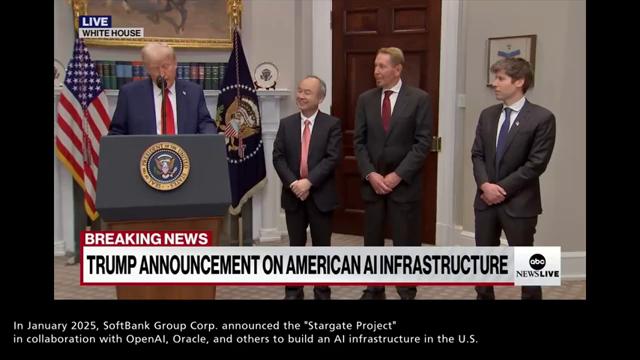 LIVE
WHITE HOUSE
BREAKING NEWS
TRUMP ANNOUNCEMENT ON AMERICAN AI INFRASTRUCTURE
abc
NEWS LIVE
In January 2025, SoftBank Group Corp. announced the "Stargate Project"
in collaboration with OpenAI, Oracle, and others to build an AI infrastructure in the U.S.